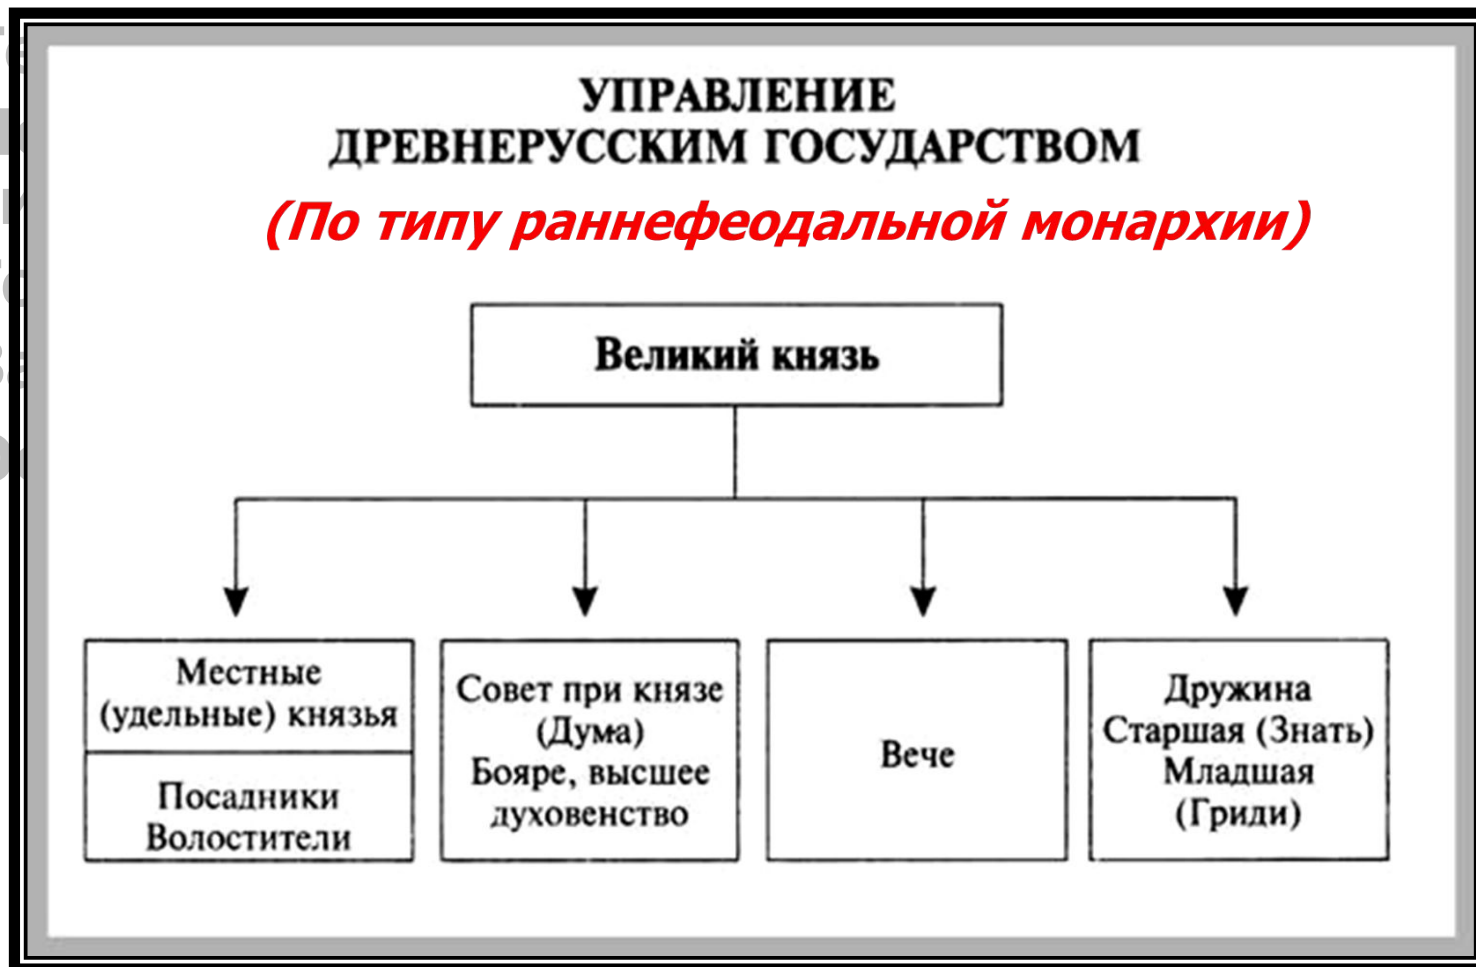 УПРАВЛЕНИЕ
ДРЕВНЕРУССКИМ ГОСУДАРСТВОМ
(По типу раннефеодальной монархии)
Великий князь
Местные
(удельные) князья
Посадники
Волостители
Совет при князе
(Дума)
Бояре, высшее
духовенство
Вече
Дружина
Старшая (Знать)
Младшая
(Гриди)